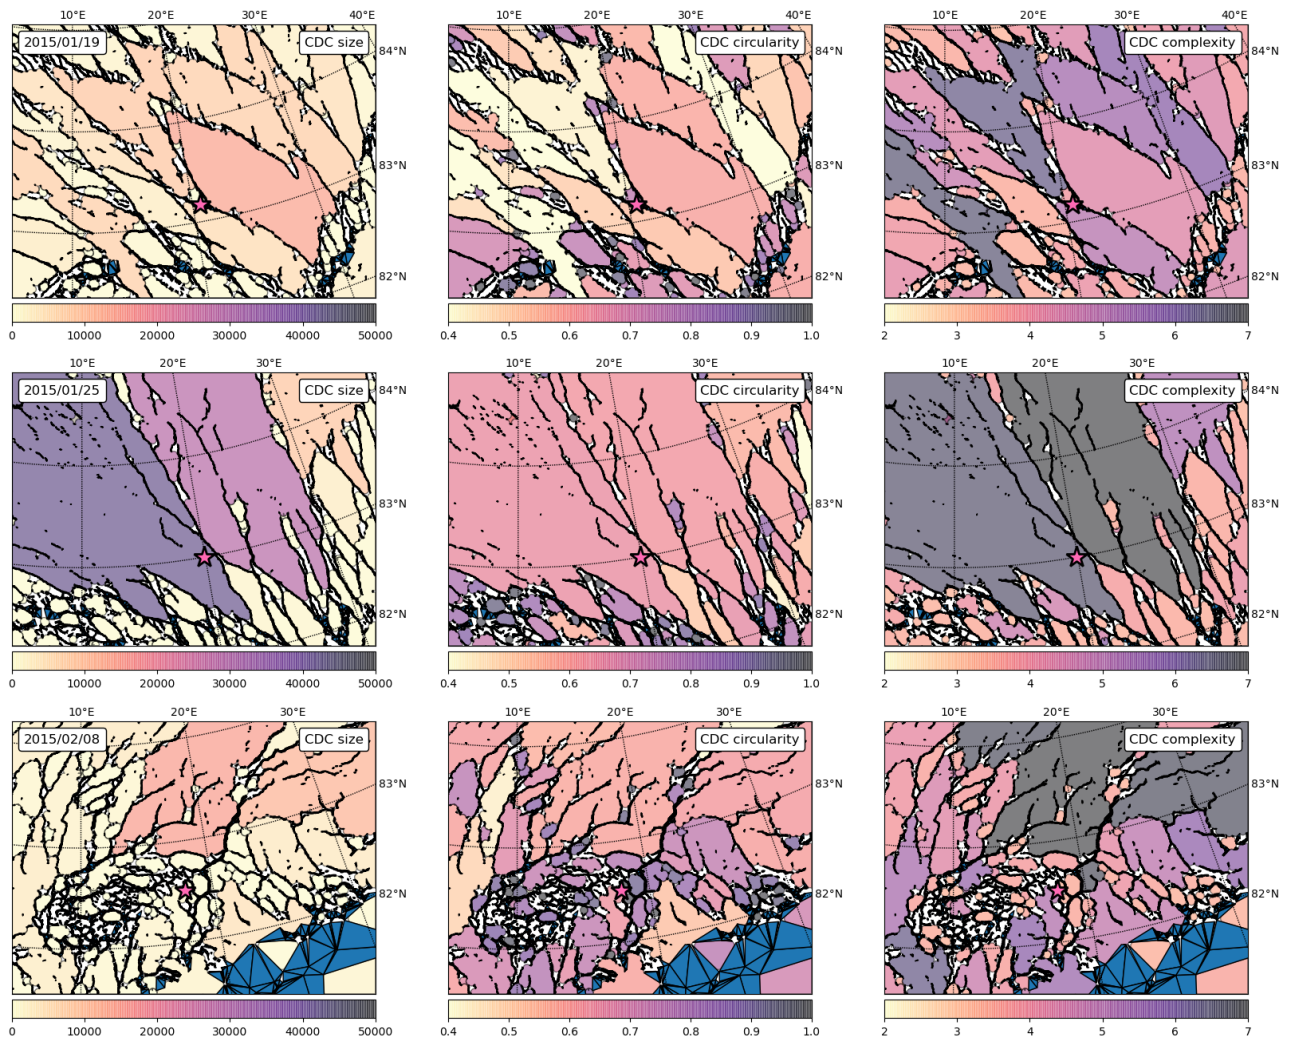 10°E 20°E 30°E 40°E 10°E 20°E 30°E 40°E 10°E 20°E 30°E 40°E
2015/01/19 CDC size CDC circularity CDC complexity
84°N 84°N 84°N
83°N 83°N 83°N
82°N 82°N 82°N
0 10000 20000 30000 40000 50000 0.4 0.5 0.6 0.7 0.8 0.9 1.0 2 3 4 5 6 7
10°E 20°E 30°E 10°E 20°E 30°E 10°E 20°E 30°E
2015/01/25 CDC size CDC circularity CDC complexity
84°N 84°N 84°N
83°N 83°N 83°N
82°N 82°N 82°N
0 10000 20000 30000 40000 50000 0.4 0.5 0.6 0.7 0.8 0.9 1.0 2 3 4 5 6 7
10°E 20°E 30°E 10°E 20°E 30°E 10°E 20°E 30°E
2015/02/08 CDC size CDC circularity CDC complexity
83°N 83°N 83°N
82°N 82°N 82°N
0 10000 20000 30000 40000 50000 0.4 0.5 0.6 0.7 0.8 0.9 1.0 2 3 4 5 6 7